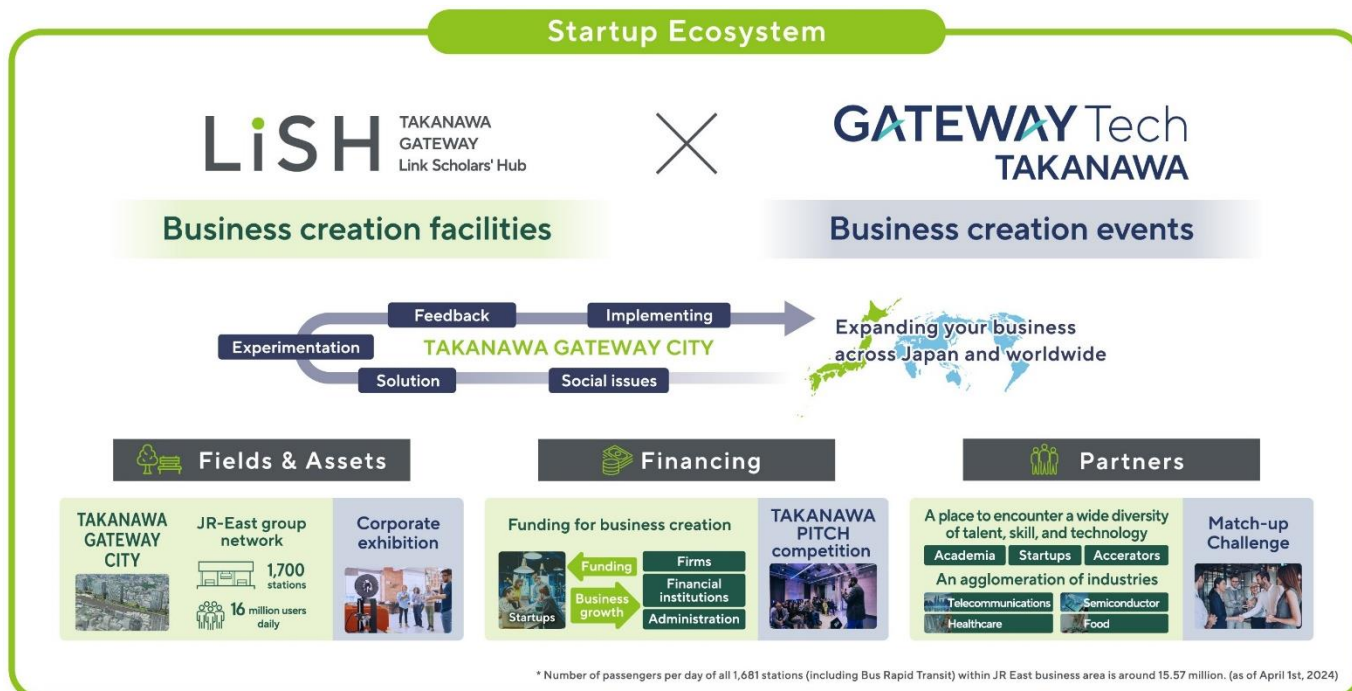 Startup Ecosystem
LiSH
TAKANAWA
GATEWAY
Link Scholars' Hub
GATEWAY Tech
TAKANAWA
Business creation facilities
Business creation events
Feedback
Implementing
Experimentation
TAKANAWA GATEWAY CITY
Solution
Social issues
Expanding your business
across Japan and worldwide
Fields & Assets
TAKANAWA
GATEWAY
CITY
JR-East group
network
1,700
stations
16 million users
daily
Corporate
exhibition
Financing
Funding for business creation
Startups
Funding
Business
growth
Firms
Financial
institutions
Administration
TAKANAWA
PITCH
competition
Partners
A place to encounter a wide diversity
of talent, skill, and technology
Academia
Startups
Accerators
An agglomeration of industries
Telecommunications
Semiconductor
Healthcare
Food
Match-up
Challenge
* Number of passengers per day of all 1,681 stations (including Bus Rapid Transit) within JR East business area is around 15.57 million. (as of April 1st, 2024)